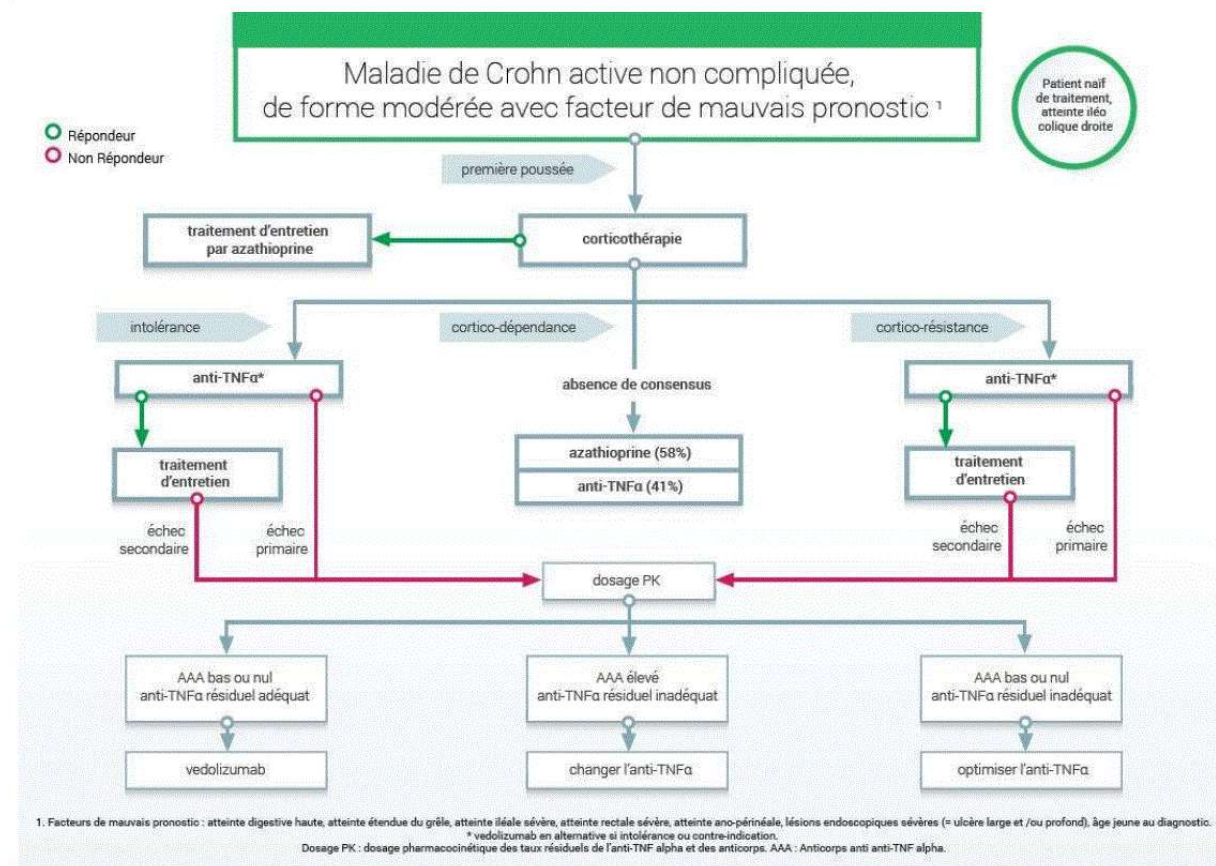 Maladie de Crohn active non compliquée,
de forme modérée avec facteur de mauvais pronostic ¹
Patient naïf
de traitement,
atteinte iléo
colique droite
Répondeur
Non Répondeur
première poussée
traitement d'entretien
par azathioprine
corticothérapie
intolérance
cortico-dépendance
cortico-résistance
anti-TNFα*
absence de consensus
anti-TNFα*
azathioprine (58%)
anti-TNFα (41%)
traitement
d'entretien
traitement
d'entretien
échec
secondaire
échec
primaire
échec
secondaire
échec
primaire
dosage PK
AAA bas ou nul
anti-TNFα résiduel adéquat
AAA élevé
anti-TNFα résiduel inadéquat
AAA bas ou nul
anti-TNFα résiduel inadéquat
vedolizumab
changer l'anti-TNFα
optimiser l'anti-TNFα
1. Facteurs de mauvais pronostic : atteinte digestive haute, atteinte étendue du grêle, atteinte iléale sévère, atteinte rectale sévère, atteinte ano-périnéale, lésions endoscopiques sévères (= ulcère large et /ou profond), âge jeune au diagnostic.
* vedolizumab en alternative si intolérance ou contre-indication.
Dosage PK : dosage pharmacocinétique des taux résiduels de l'anti-TNF alpha et des anticorps. AAA : Anticorps anti anti-TNF alpha.